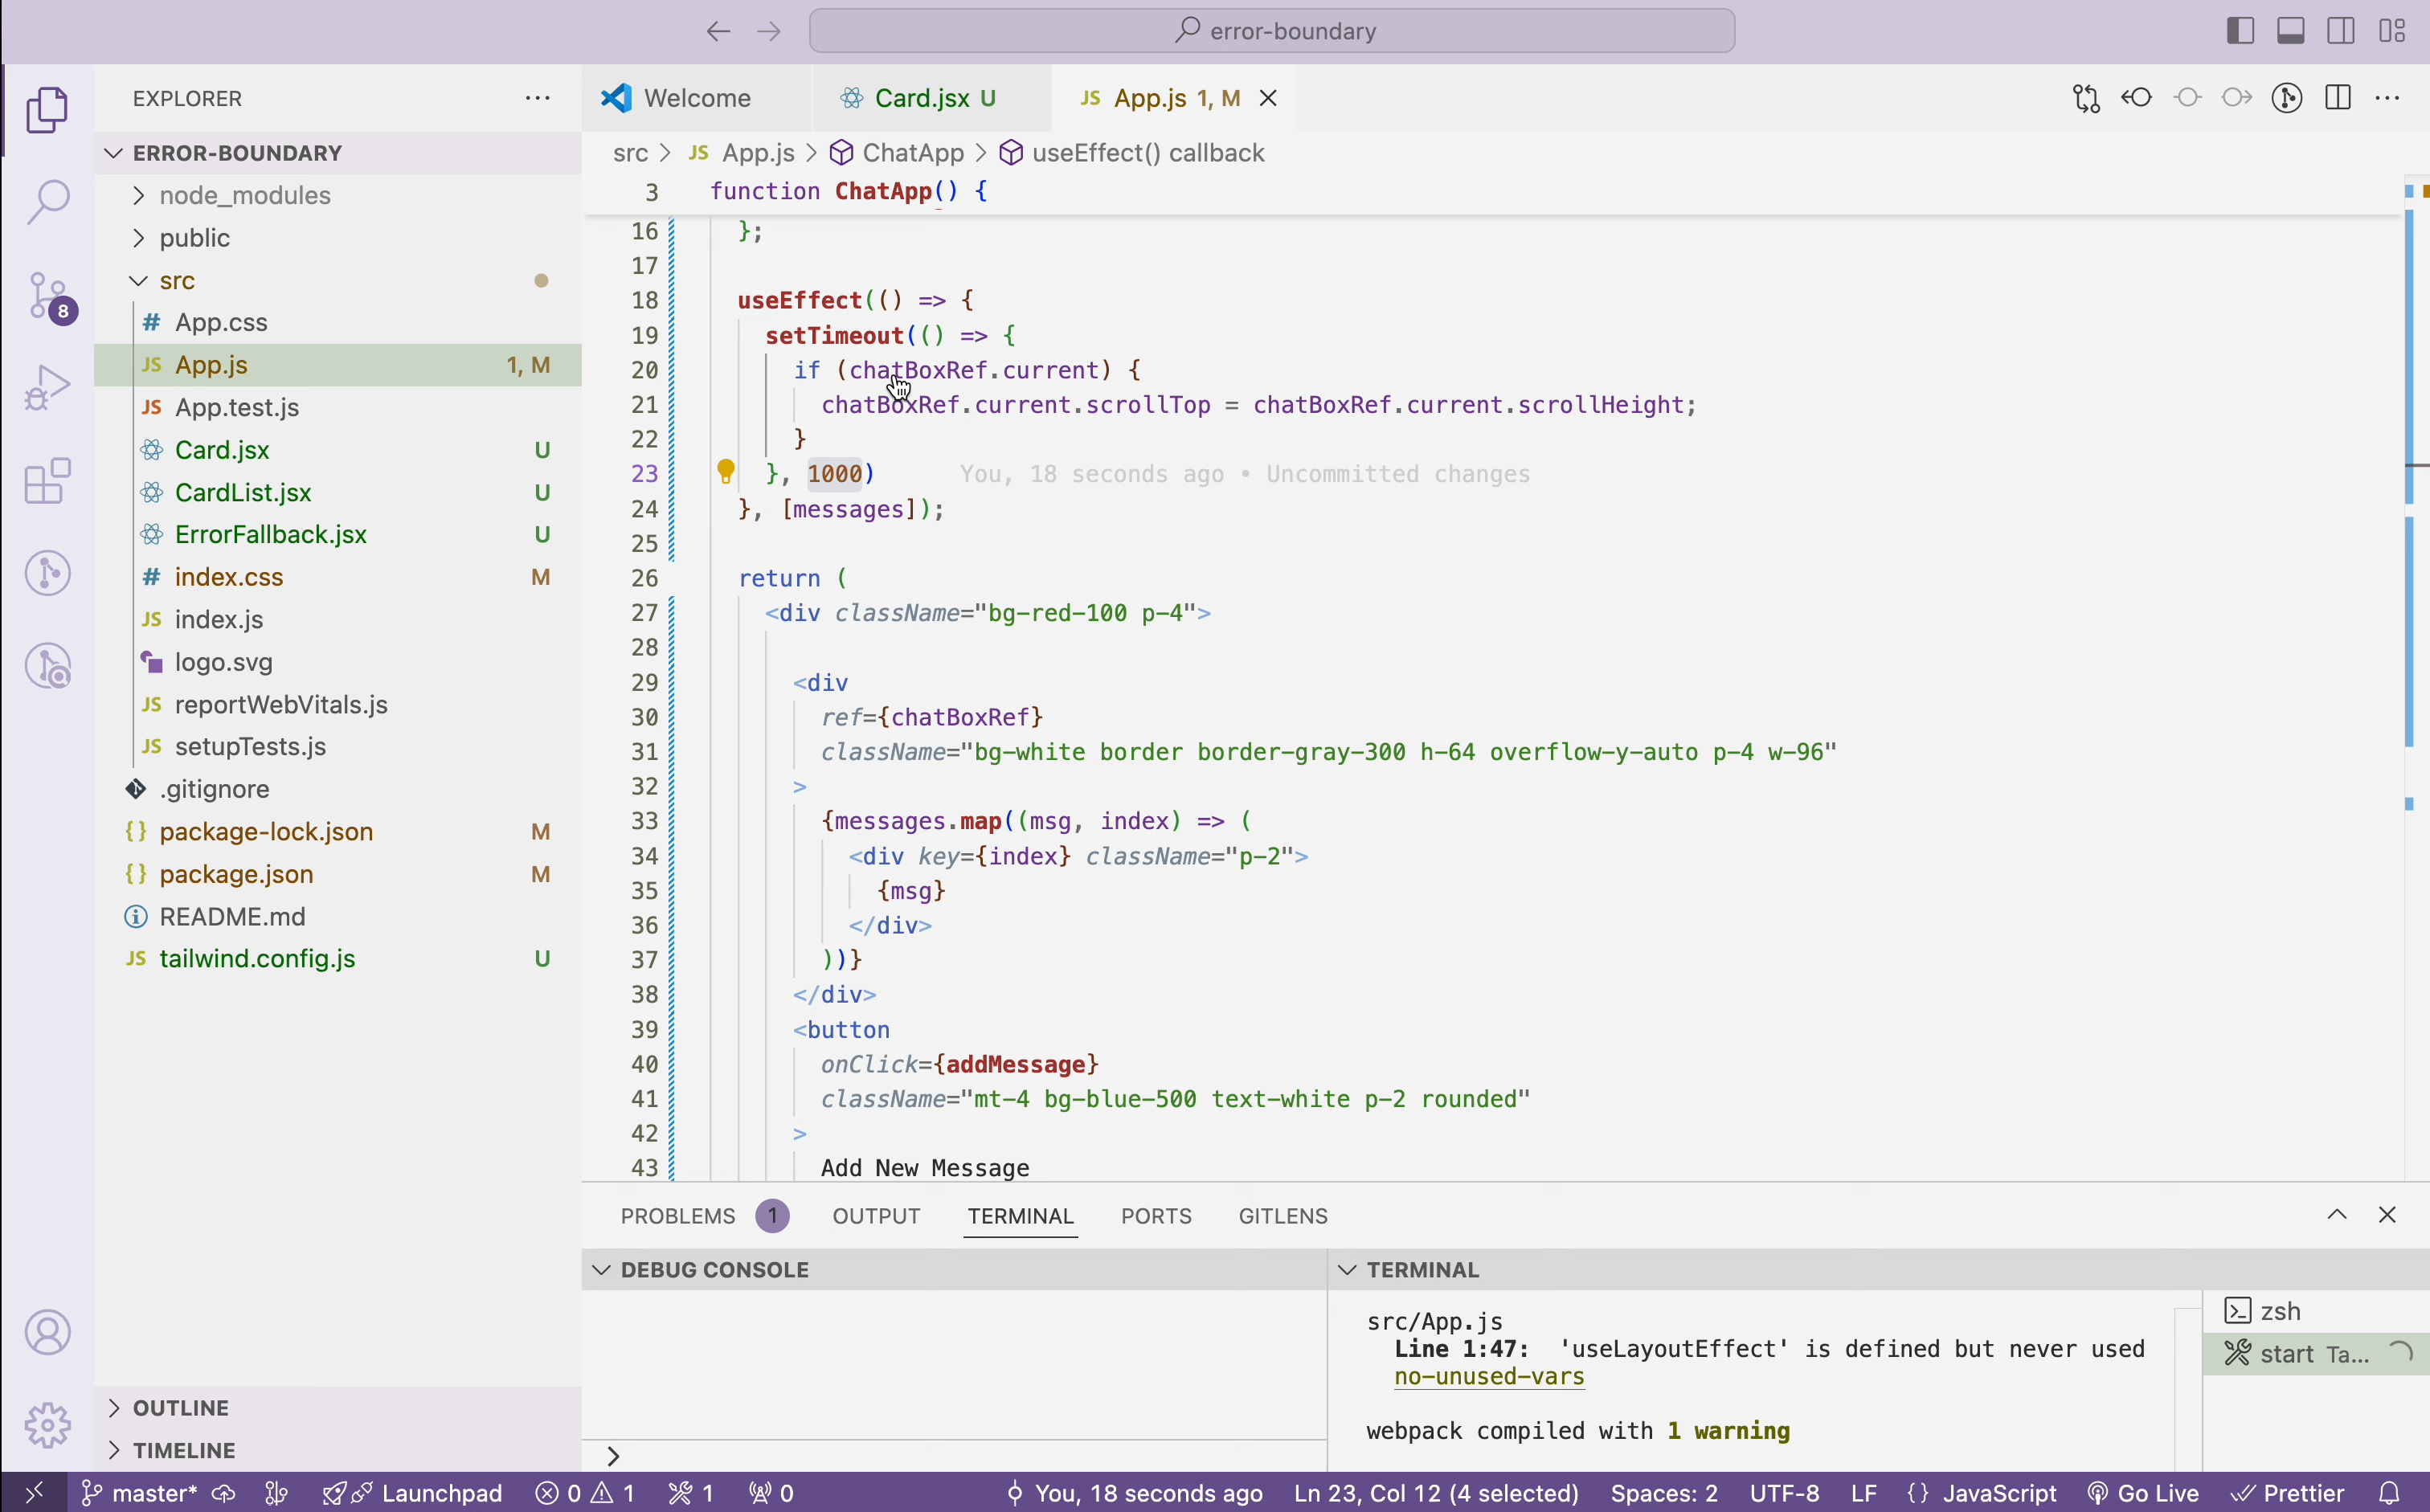 error-boundary
EXPLORER
ERROR-BOUNDARY
node_modules
public
src
# App.css
JS App.js 1, M
JS App.test.js
Card.jsx U
CardList.jsx U
ErrorFallback.jsx U
# index.css M
JS index.js
logo.svg
JS reportWebVitals.js
JS setupTests.js
.gitignore
{} package-lock.json M
{} package.json M
README.md
JS tailwind.config.js U
OUTLINE
TIMELINE
8
Welcome
Card.jsx U
JS App.js 1, M
src > JS App.js > ChatApp > useEffect() callback
3 function ChatApp() {
16 };
17
18 useEffect(() => {
19 setTimeout(() => {
20 if (chatBoxRef.current) {
21 chatBoxRef.current.scrollTop = chatBoxRef.current.scrollHeight;
22 }
23 }, 1000) You, 18 seconds ago • Uncommitted changes
24 }, [messages]);
25
26 return (
27 <div className="bg-red-100 p-4">
28
29 <div
30 ref={chatBoxRef}
31 className="bg-white border border-gray-300 h-64 overflow-y-auto p-4 w-96"
32 >
33 {messages.map((msg, index) => (
34 <div key={index} className="p-2">
35 {msg}
36 </div>
37 ))}
38 </div>
39 <button
40 onClick={addMessage}
41 className="mt-4 bg-blue-500 text-white p-2 rounded"
42 >
43 Add New Message
PROBLEMS 1 OUTPUT TERMINAL PORTS GITLENS
DEBUG CONSOLE
>
TERMINAL
src/App.js
Line 1:47: 'useLayoutEffect' is defined but never used
no-unused-vars
webpack compiled with 1 warning
zsh
start Ta...
master* Launchpad 0 1 1 0 You, 18 seconds ago Ln 23, Col 12 (4 selected) Spaces: 2 UTF-8 LF {} JavaScript Go Live Prettier